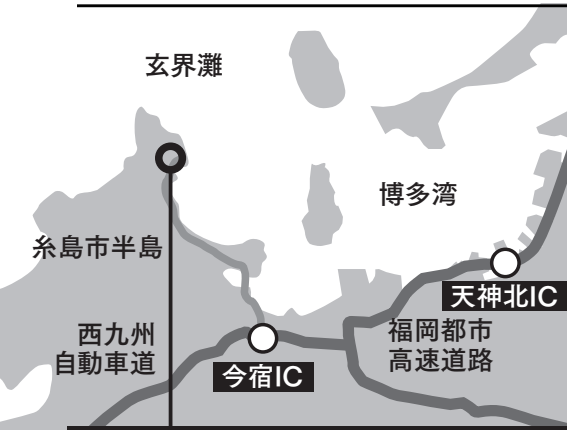 玄界灘
博多湾
糸島市半島
天神北IC
西九州
自動車道
福岡都市
高速道路
今宿IC